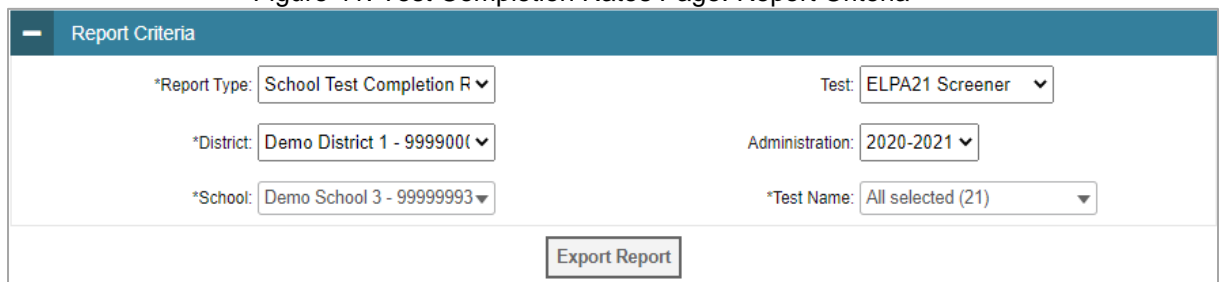 Report Criteria
*Report Type: School Test Completion R Test: ELPA21 Screener
*District: Demo District 1 - 999900( Administration: 2020-2021
*School: Demo School 3 - 99999993 *Test Name: All selected (21)
Export Report